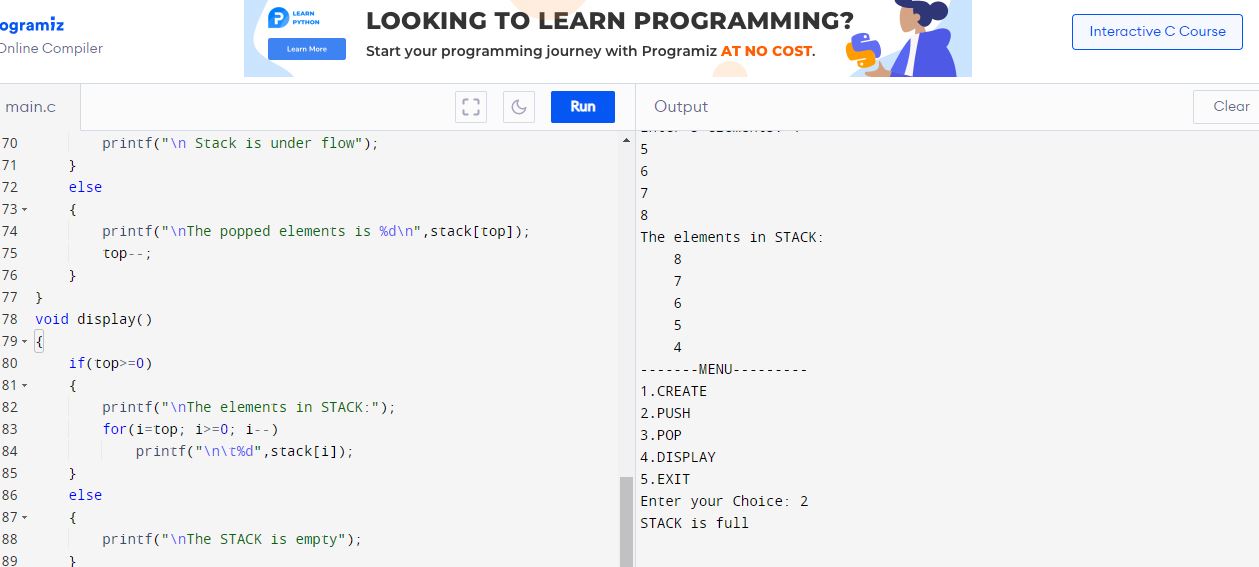 ogramiz
Online Compiler
LEARN
PYTHON
Learn More
LOOKING TO LEARN PROGRAMMING?
Start your programming journey with Programiz AT NO COST.
Interactive C Course
main.c
Run
70 printf("\n Stack is under flow");
71 }
72 else
73 {
74 printf("\nThe popped elements is %d\n",stack[top]);
75 top--;
76 }
77 }
78 void display()
79 {
80 if(top>=0)
81 {
82 printf("\nThe elements in STACK:");
83 for(i=top; i>=0; i--)
84 printf("\n\t%d",stack[i]);
85 }
86 else
87 {
88 printf("\nThe STACK is empty");
89 }
Output
Clear
5
6
7
8
The elements in STACK:
8
7
6
5
4
-------MENU---------
1.CREATE
2.PUSH
3.POP
4.DISPLAY
5.EXIT
Enter your Choice: 2
STACK is full